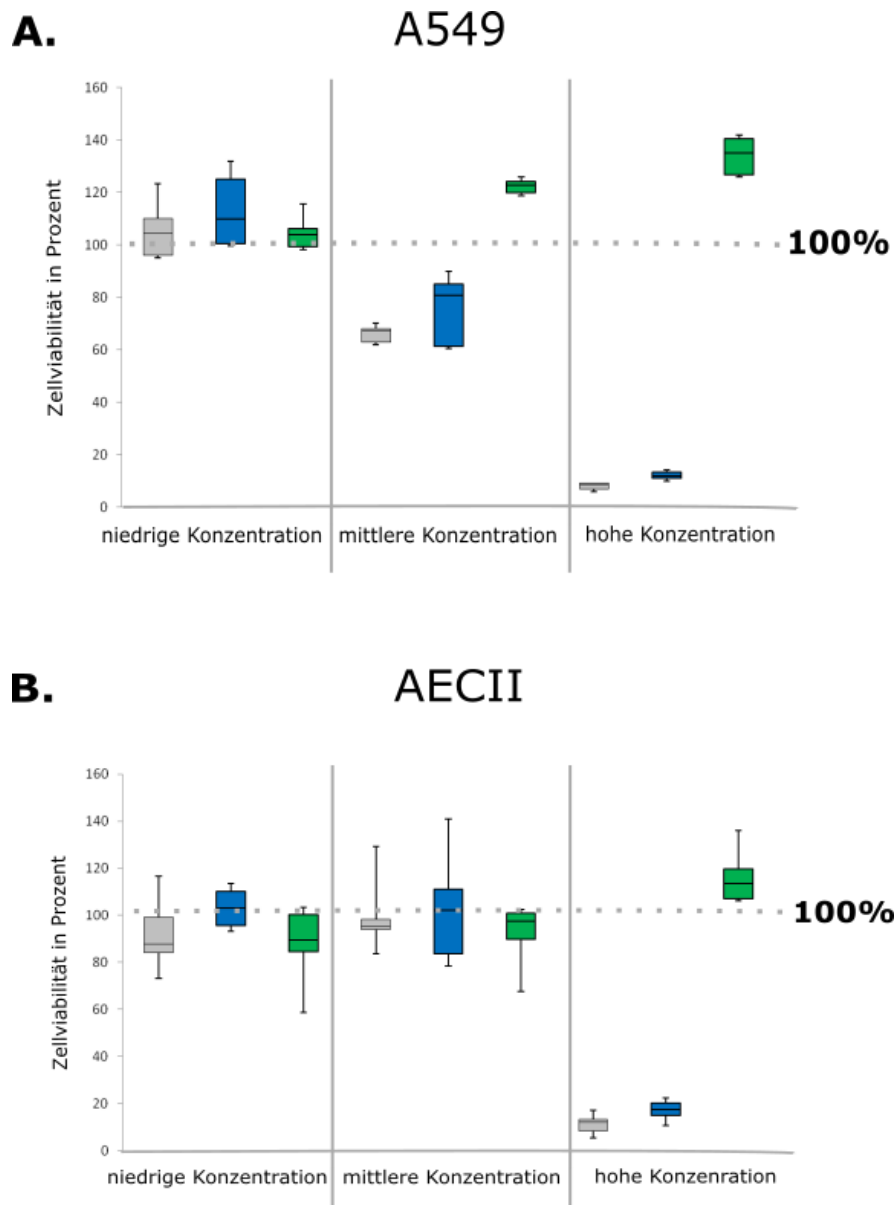 A.
A549
160
140
120
100
80
60
40
20
0
Zellviabilität in Prozent
100%
niedrige Konzentration mittlere Konzentration hohe Konzentration
B.
AECII
160
140
120
100
80
60
40
20
0
Zellviabilität in Prozent
100%
niedrige Konzentration mittlere Konzentration hohe Konzenration